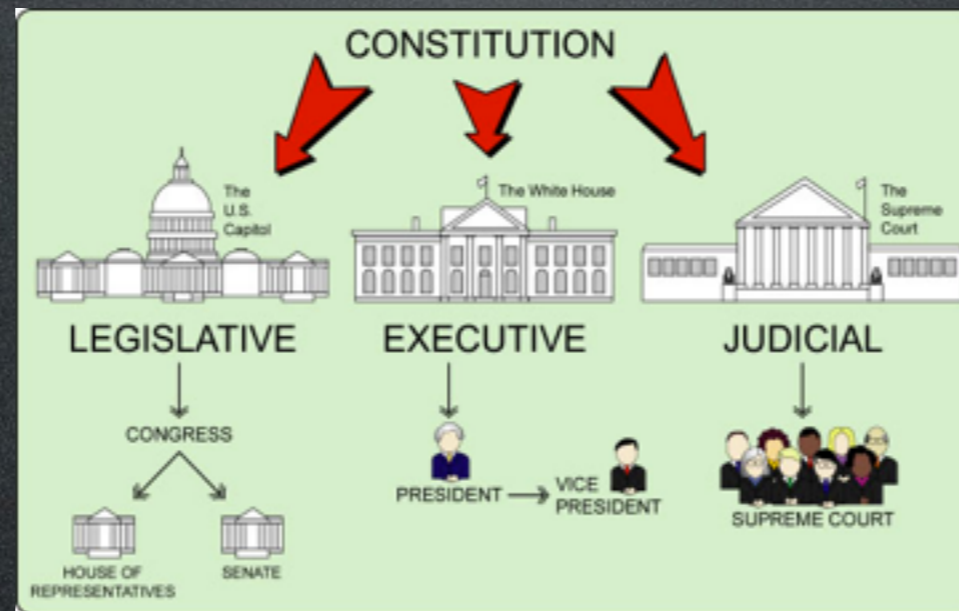 CONSTITUTION
The
U.S.
Capitol
The White House
The
Supreme
Court
LEGISLATIVE
EXECUTIVE
JUDICIAL
CONGRESS
HOUSE OF
REPRESENTATIVES
SENATE
PRESIDENT
VICE
PRESIDENT
SUPREME COURT